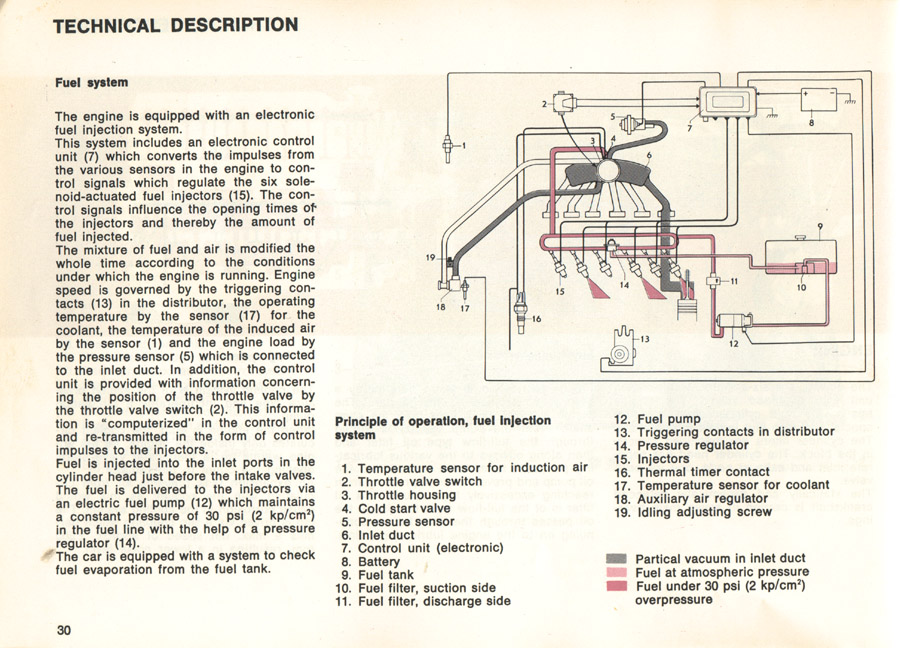 TECHNICAL DESCRIPTION
Fuel system
The engine is equipped with an electronic
fuel injection system.
This system includes an electronic control
unit (7) which converts the impulses from
the various sensors in the engine to con-
trol signals which regulate the six sole-
noid-actuated fuel injectors (15). The con-
trol signals influence the opening times of
the injectors and thereby the amount of
fuel injected.
The mixture of fuel and air is modified the
whole time according to the conditions
under which the engine is running. Engine
speed is governed by the triggering con-
tacts (13) in the distributor, the operating
temperature by the sensor (17) for the
coolant, the temperature of the induced air
by the sensor (1) and the engine load by
the pressure sensor (5) which is connected
to the inlet duct. In addition, the control
unit is provided with information concern-
ing the position of the throttle valve by
the throttle valve switch (2). This informa-
tion is "computerized" in the control unit
and re-transmitted in the form of control
impulses to the injectors.
Fuel is injected into the inlet ports in the
cylinder head just before the intake valves.
The fuel is delivered to the injectors via
an electric fuel pump (12) which maintains
a constant pressure of 30 psi (2 kp/cm²)
in the fuel line with the help of a pressure
regulator (14).
The car is equipped with a system to check
fuel evaporation from the fuel tank.
30
1
2
3
4
5
6
7
+ −
8
9
10
11
12
13
14
15
16
17
18
19
Principle of operation, fuel injection
system
1. Temperature sensor for induction air
2. Throttle valve switch
3. Throttle housing
4. Cold start valve
5. Pressure sensor
6. Inlet duct
7. Control unit (electronic)
8. Battery
9. Fuel tank
10. Fuel filter, suction side
11. Fuel filter, discharge side
12. Fuel pump
13. Triggering contacts in distributor
14. Pressure regulator
15. Injectors
16. Thermal timer contact
17. Temperature sensor for coolant
18. Auxiliary air regulator
19. Idling adjusting screw
Partical vacuum in inlet duct
Fuel at atmospheric pressure
Fuel under 30 psi (2 kp/cm²)
overpressure